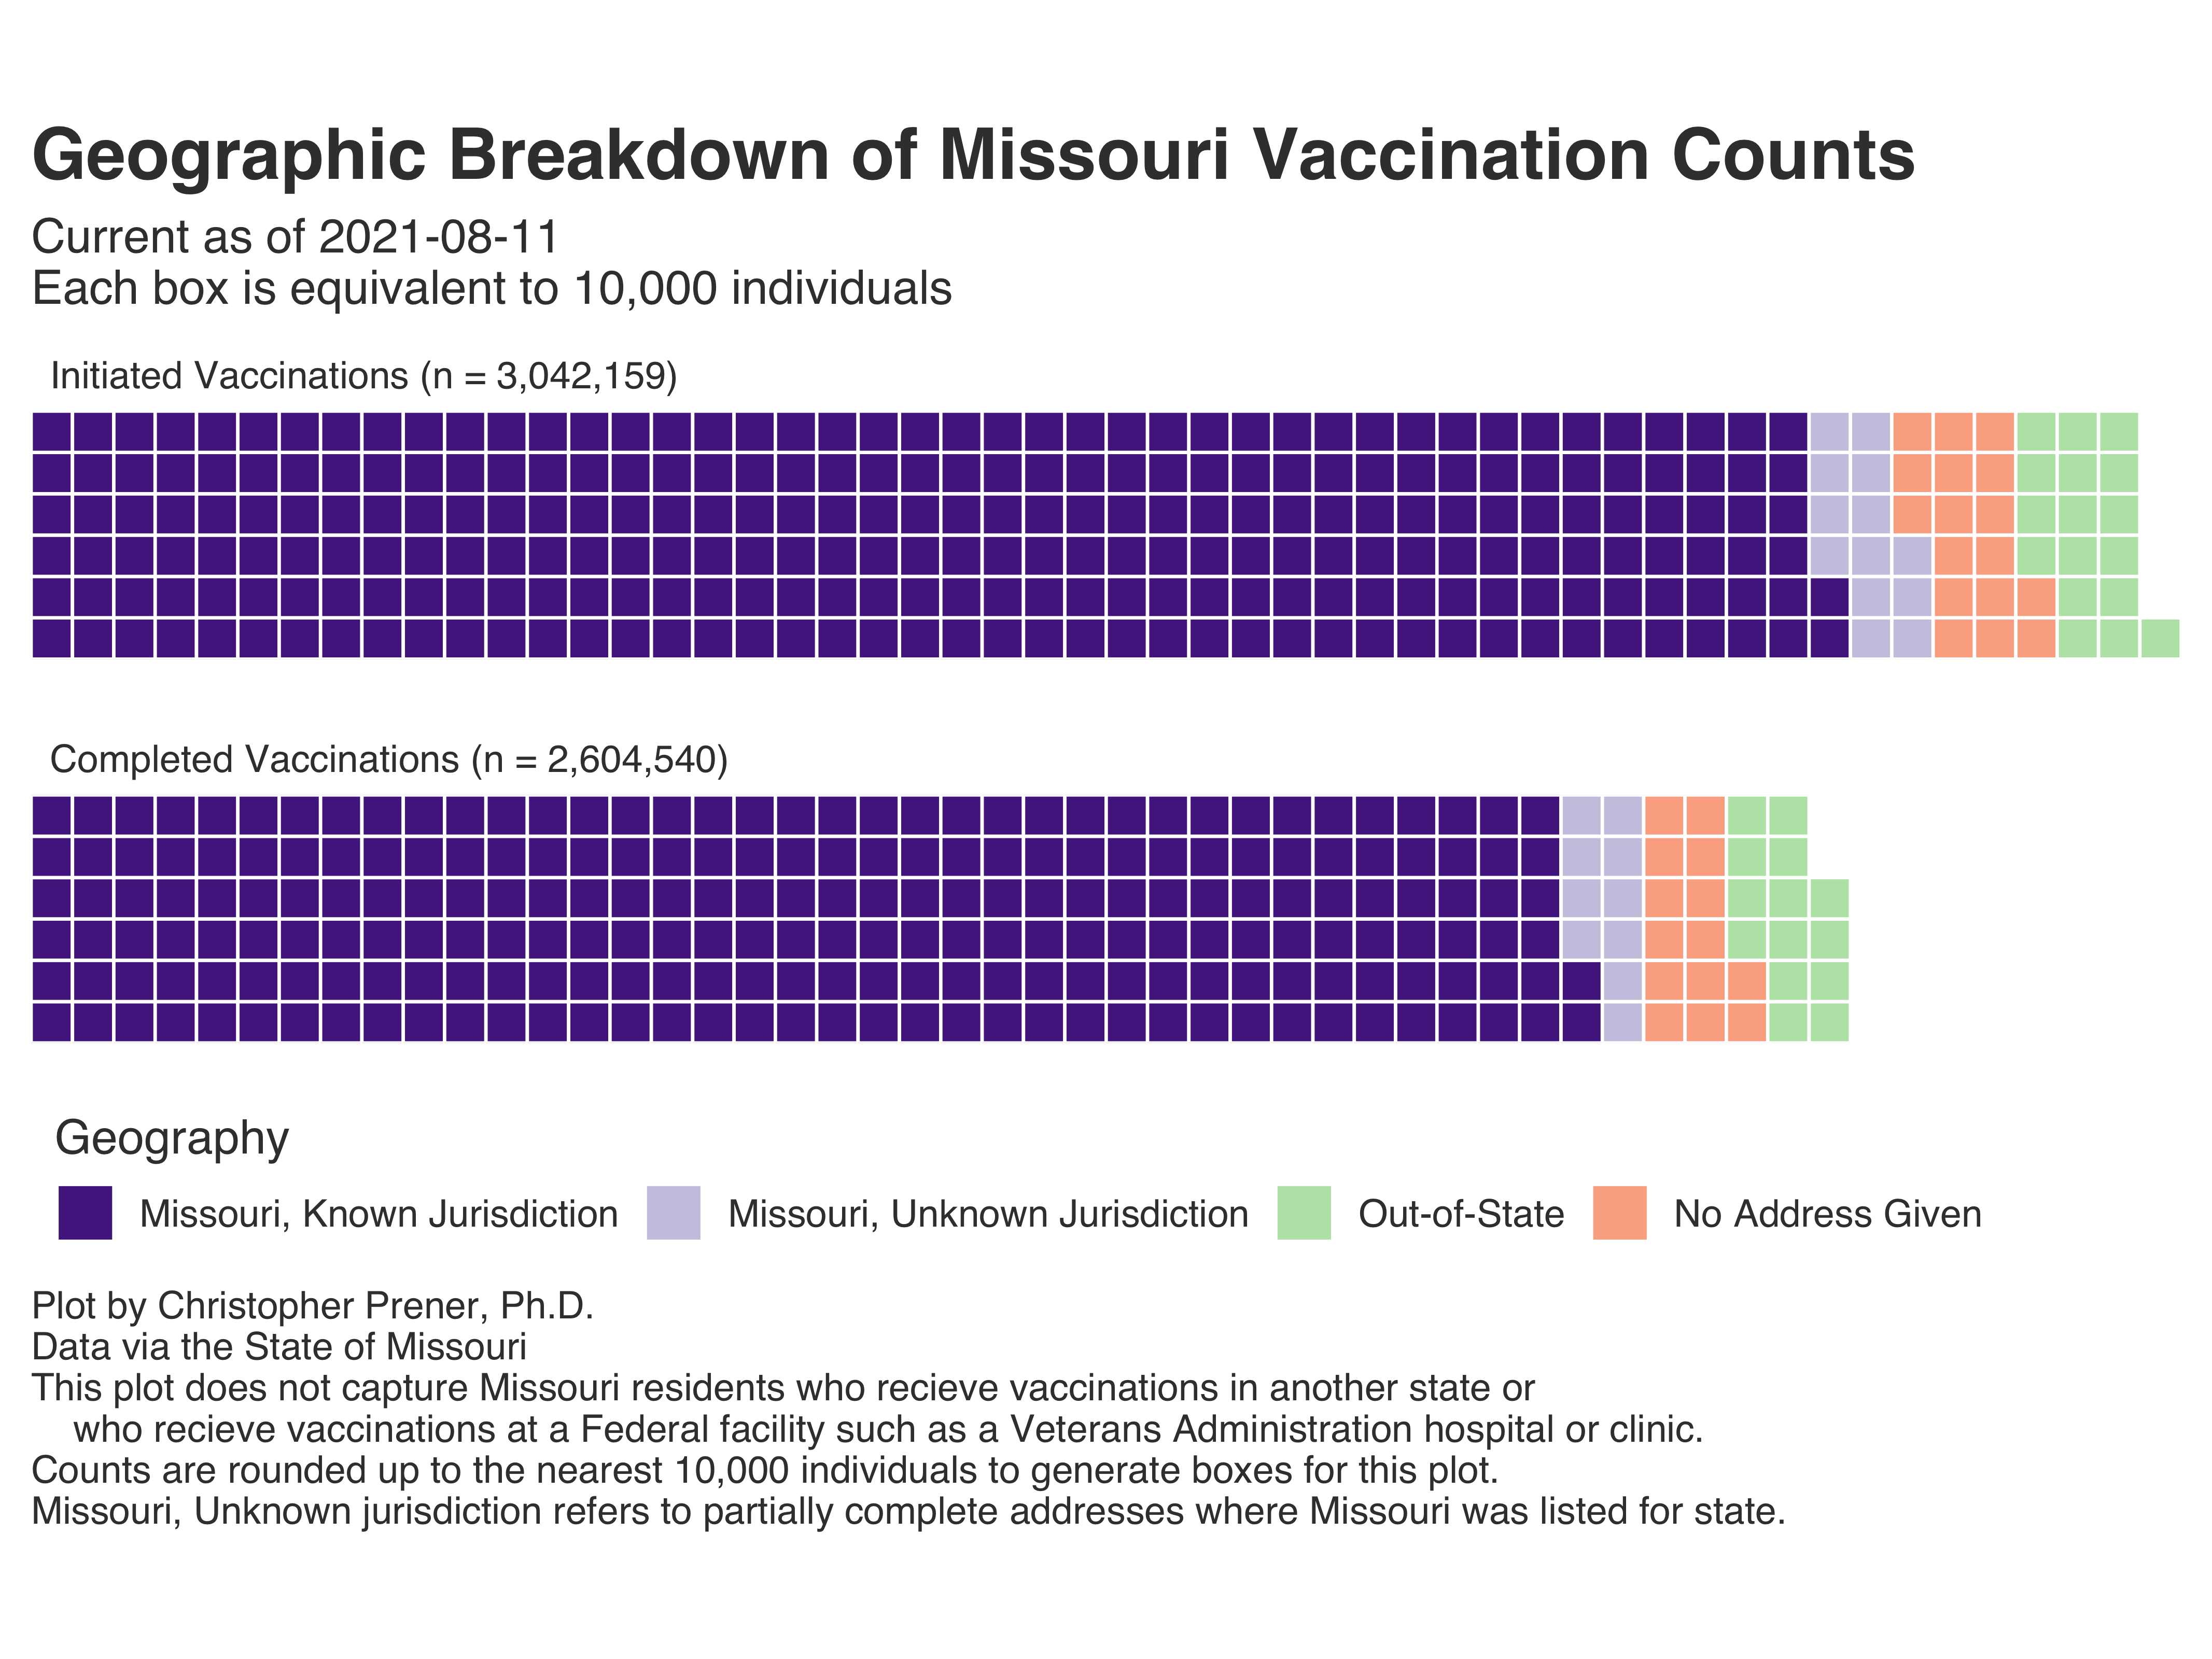 Geographic Breakdown of Missouri Vaccination Counts
Current as of 2021-08-11
Each box is equivalent to 10,000 individuals
Initiated Vaccinations (n = 3,042,159)
Completed Vaccinations (n = 2,604,540)
Geography
Missouri, Known Jurisdiction Missouri, Unknown Jurisdiction Out-of-State No Address Given
Plot by Christopher Prener, Ph.D.
Data via the State of Missouri
This plot does not capture Missouri residents who recieve vaccinations in another state or
who recieve vaccinations at a Federal facility such as a Veterans Administration hospital or clinic.
Counts are rounded up to the nearest 10,000 individuals to generate boxes for this plot.
Missouri, Unknown jurisdiction refers to partially complete addresses where Missouri was listed for state.